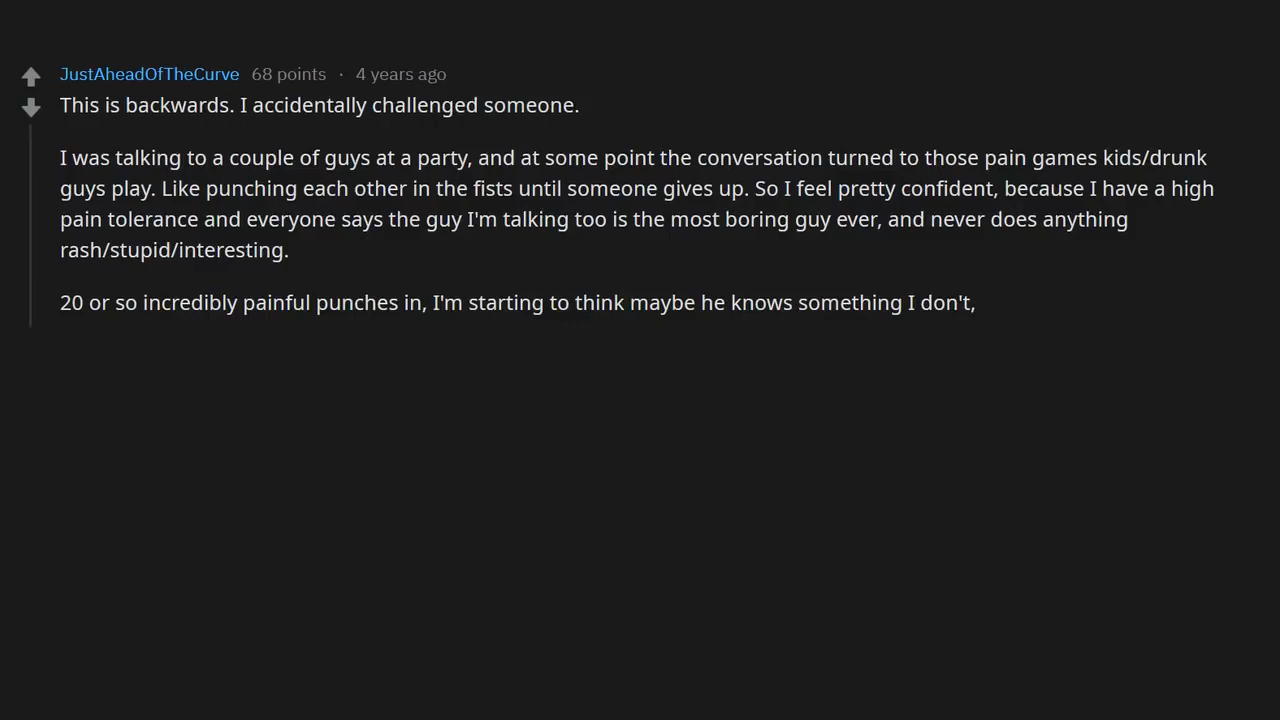 JustAheadOfTheCurve 68 points · 4 years ago
This is backwards. I accidentally challenged someone.
I was talking to a couple of guys at a party, and at some point the conversation turned to those pain games kids/drunk
guys play. Like punching each other in the fists until someone gives up. So I feel pretty confident, because I have a high
pain tolerance and everyone says the guy I'm talking too is the most boring guy ever, and never does anything
rash/stupid/interesting.
20 or so incredibly painful punches in, I'm starting to think maybe he knows something I don't,